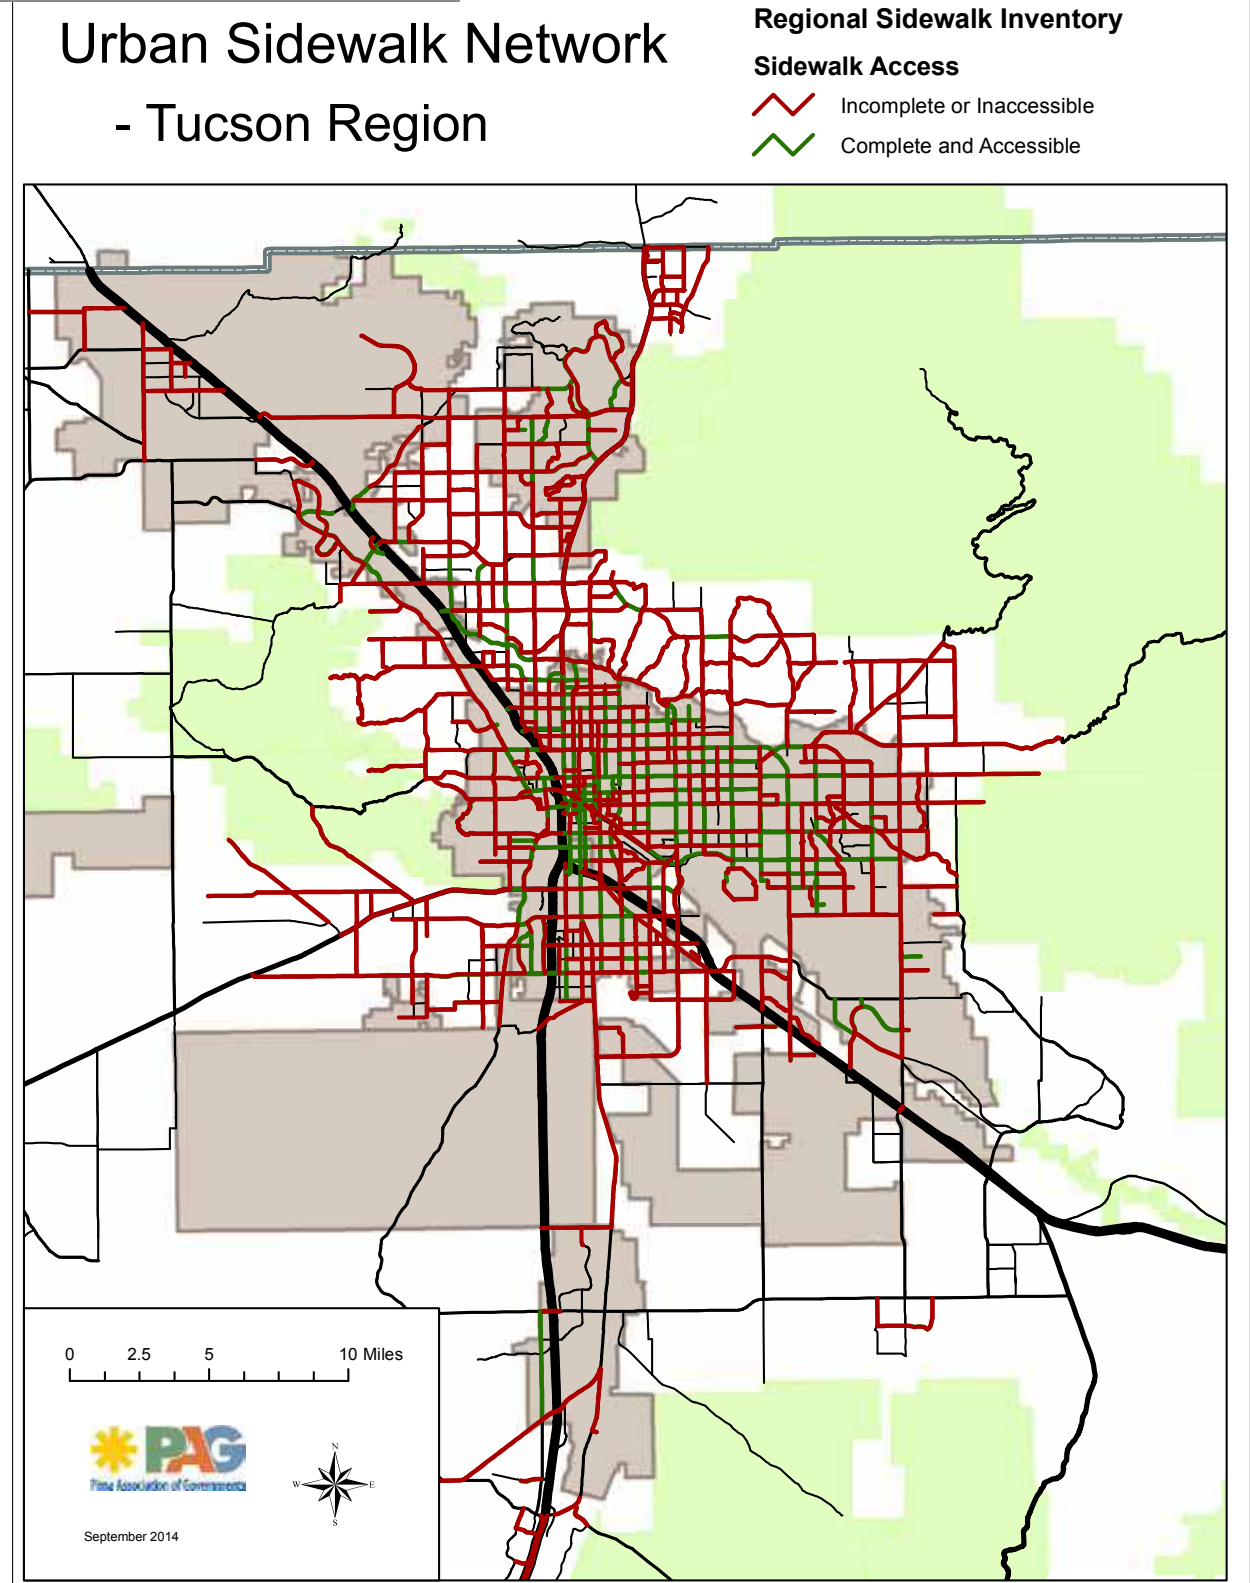 Urban Sidewalk Network
- Tucson Region
Regional Sidewalk Inventory
Sidewalk Access
Incomplete or Inaccessible
Complete and Accessible
0 2.5 5 10 Miles
PAG
Pima Association of Governments
N
W E
S
September 2014